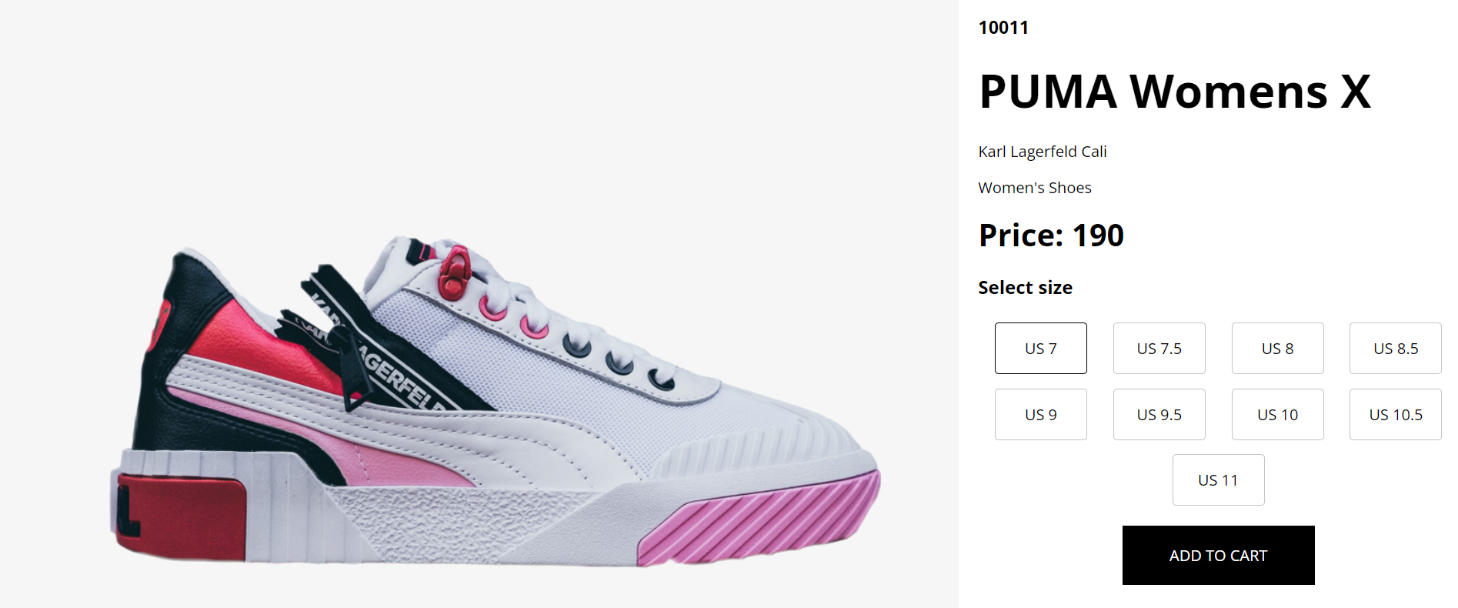 10011
PUMA Womens X
Karl Lagerfeld Cali
Women's Shoes
Price: 190
Select size
US 7 US 7.5 US 8 US 8.5
US 9 US 9.5 US 10 US 10.5
US 11
ADD TO CART